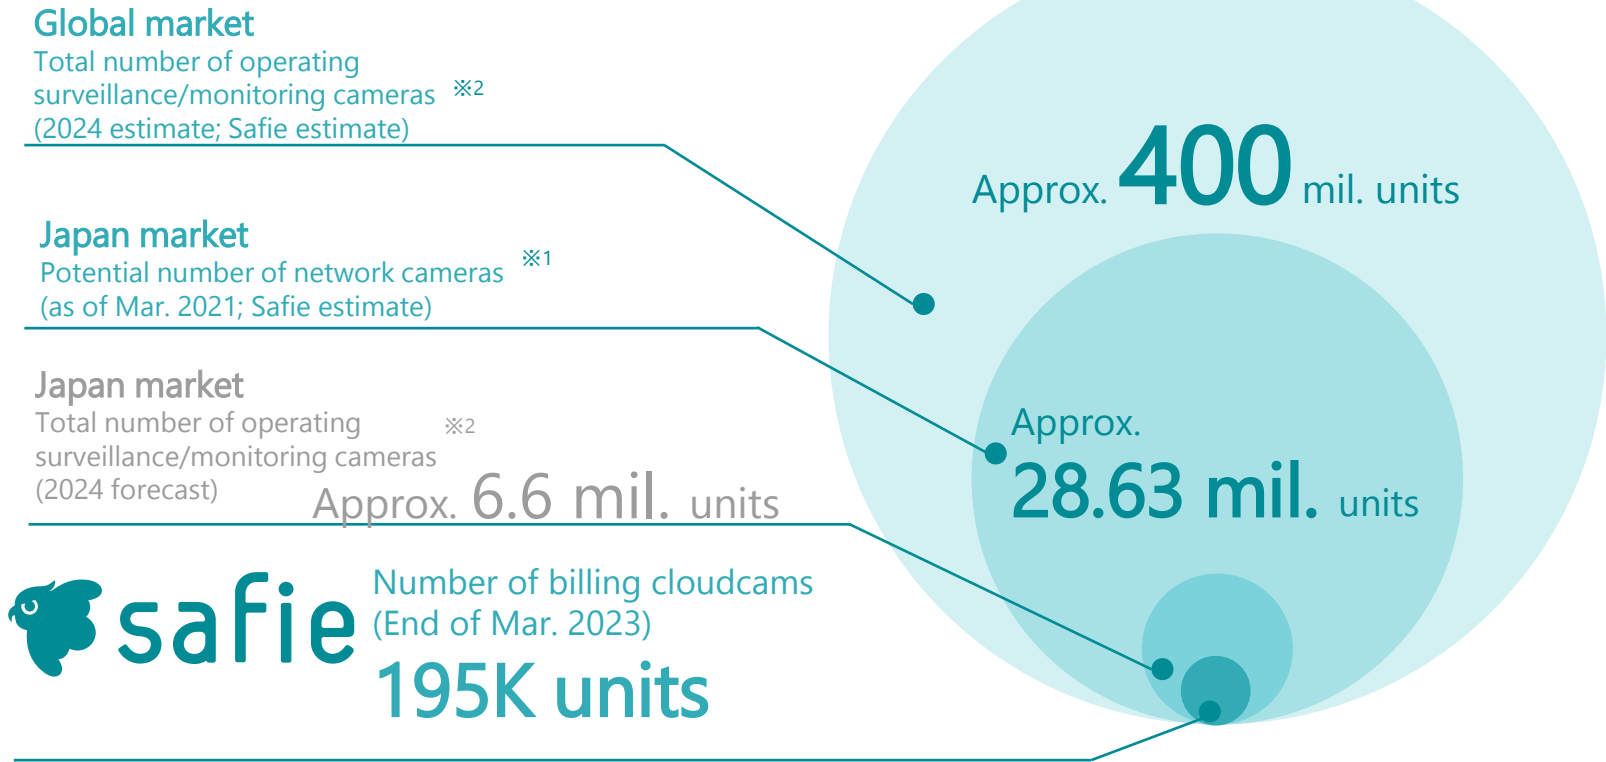 Global market
Total number of operating
surveillance/monitoring cameras ※2
(2024 estimate; Safie estimate)
Approx. 400 mil. units
Japan market
Potential number of network cameras ※1
(as of Mar. 2021; Safie estimate)
Approx.
28.63 mil. units
Japan market
Total number of operating ※2
surveillance/monitoring cameras
(2024 forecast)
Approx. 6.6 mil. units
safie
Number of billing cloudcams
(End of Mar. 2023)
195K units